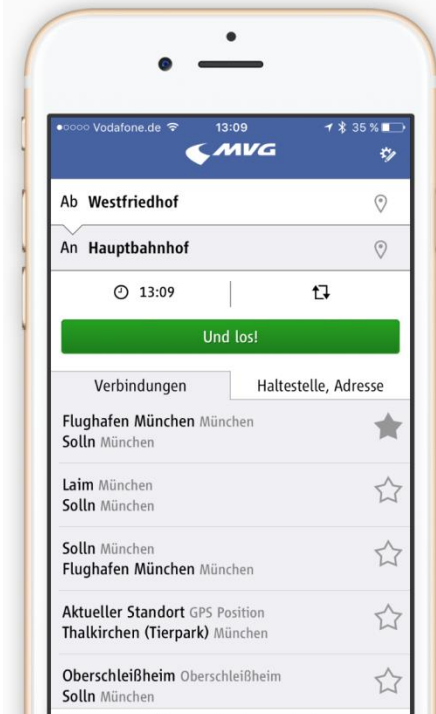 Vodafone.de 13:09 35 %
MVG
Ab Westfriedhof
An Hauptbahnhof
13:09
Und los!
Verbindungen Haltestelle, Adresse
Flughafen München München
Solln München
Laim München
Solln München
Solln München
Flughafen München München
Aktueller Standort GPS Position
Thalkirchen (Tierpark) München
Oberschleißheim Oberschleißheim
Solln München